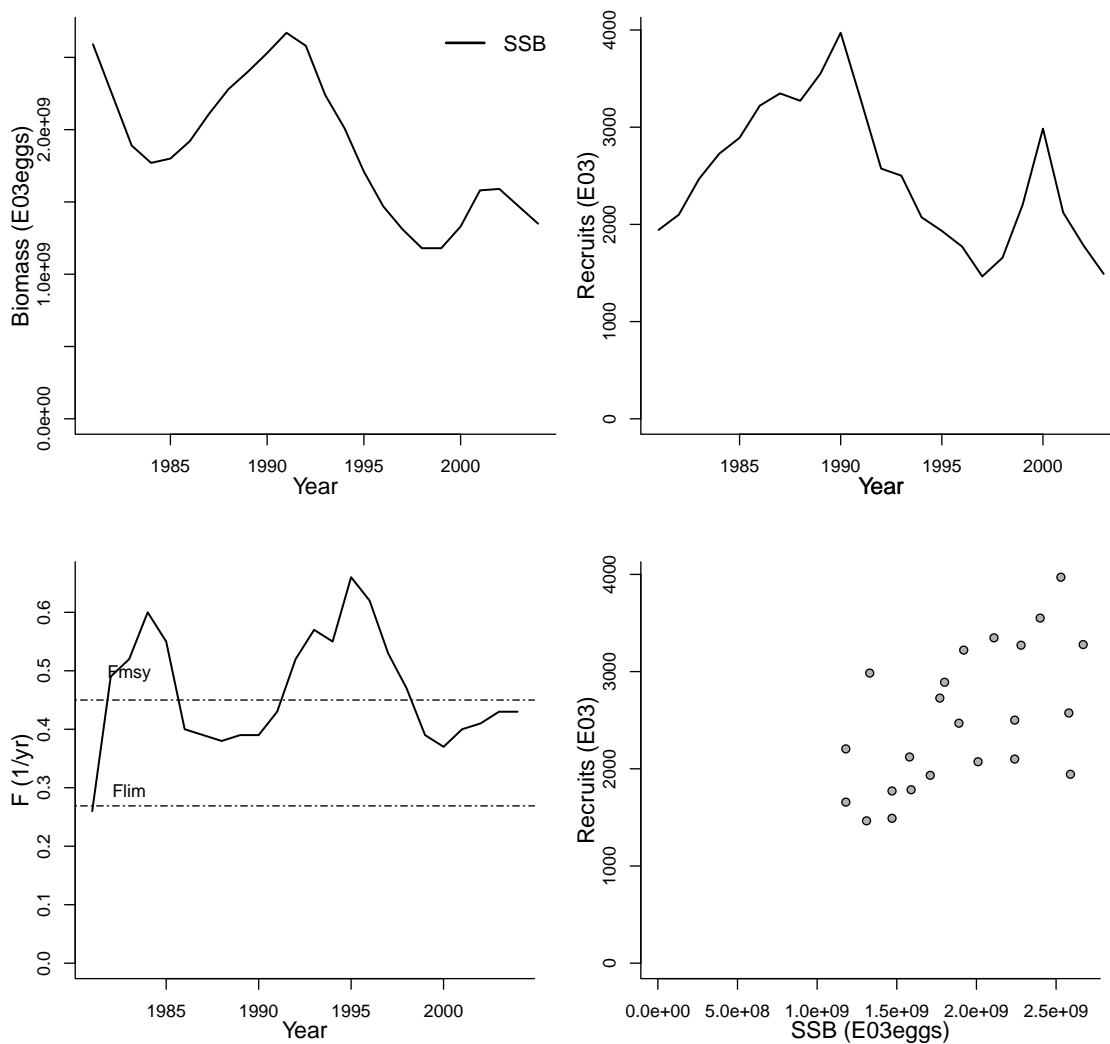 SSB
Biomass (E03eggs)
0.0e+00
1.0e+09
2.0e+09
1985
1990
1995
2000
Year
Recruits (E03)
0
1000
2000
3000
4000
1985
1990
1995
2000
Year
F (1/yr)
0.0
0.1
0.2
0.3
0.4
0.5
0.6
Fmsy
Flim
1985
1990
1995
2000
Year
Recruits (E03)
0
1000
2000
3000
4000
0.0e+00
5.0e+08
1.0e+09
1.5e+09
2.0e+09
2.5e+09
SSB (E03eggs)